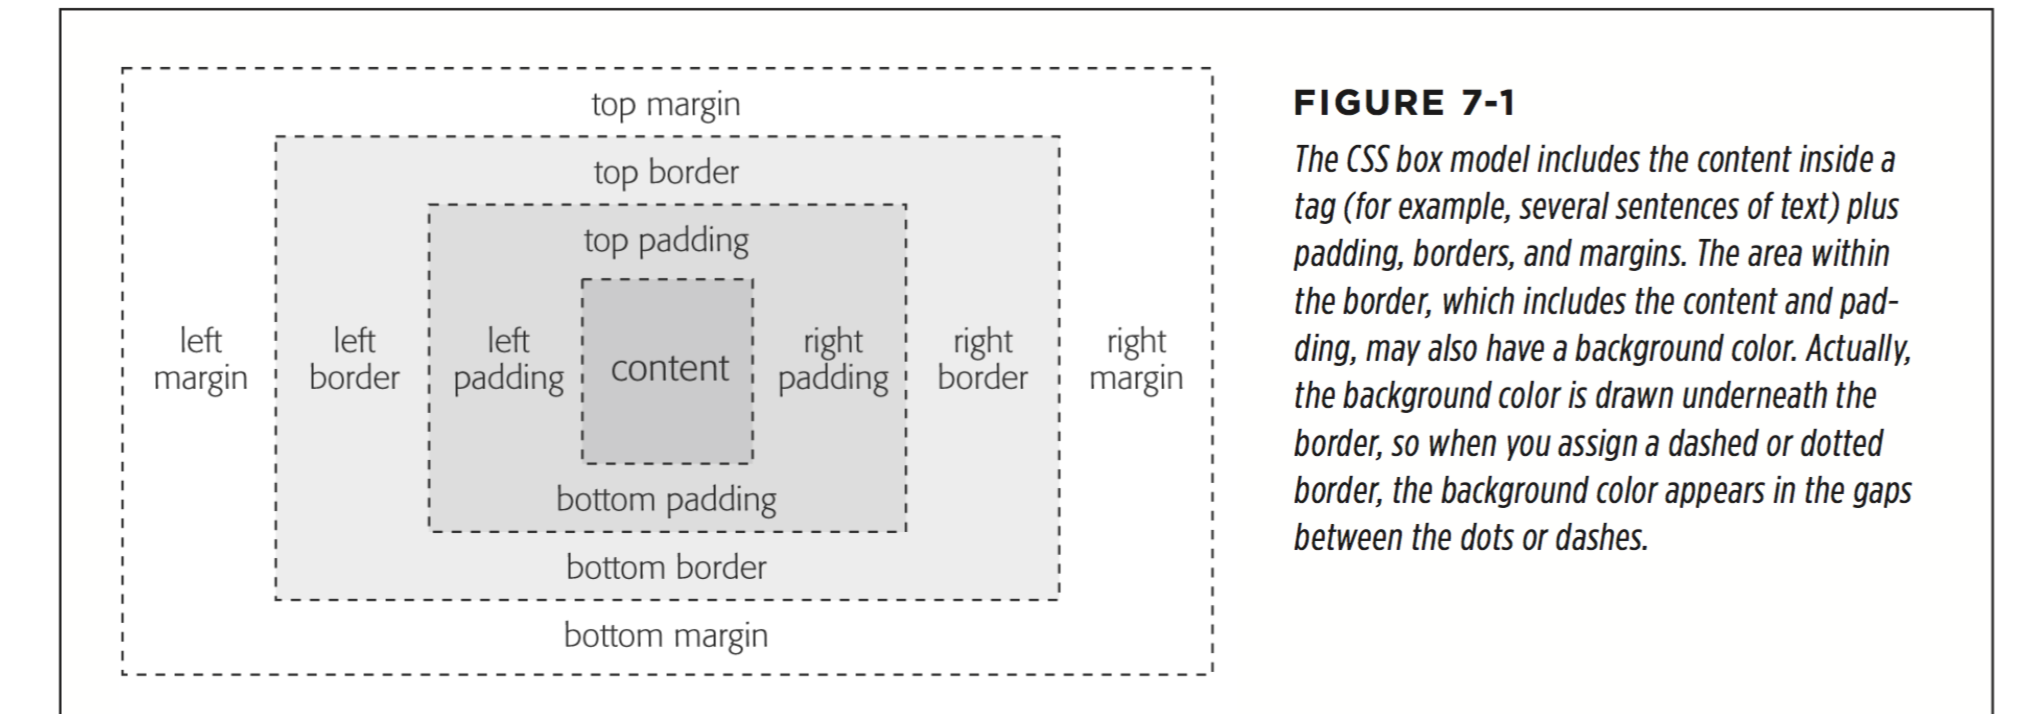 top margin
top border
top padding
left
margin
left
border
left
padding
content
right
padding
right
border
right
margin
bottom padding
bottom border
bottom margin
FIGURE 7-1
The CSS box model includes the content inside a
tag (for example, several sentences of text) plus
padding, borders, and margins. The area within
the border, which includes the content and pad-
ding, may also have a background color. Actually,
the background color is drawn underneath the
border, so when you assign a dashed or dotted
border, the background color appears in the gaps
between the dots or dashes.